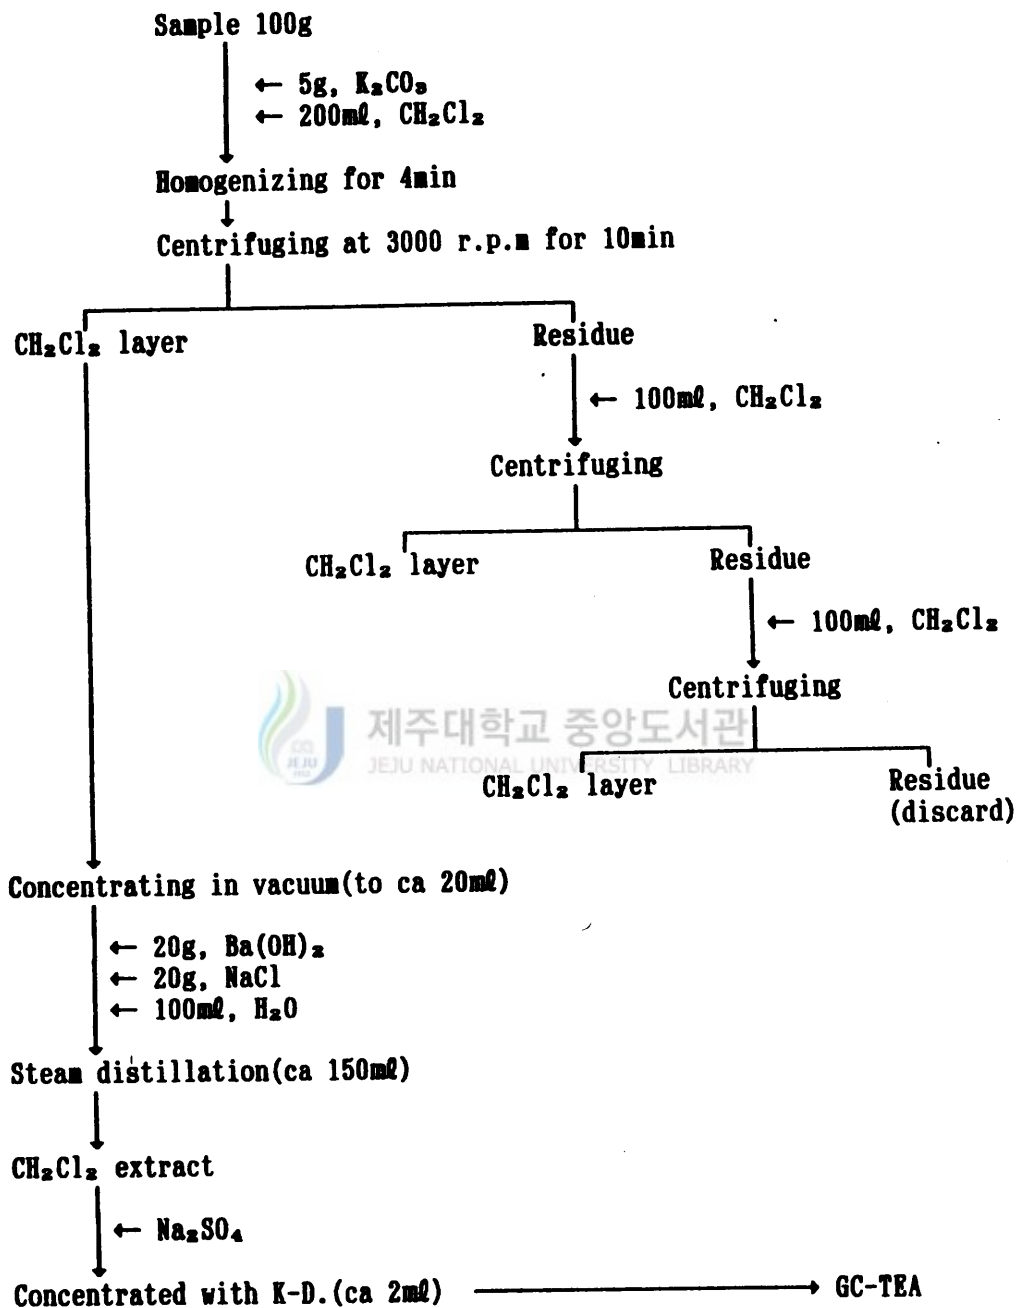 Sample 100g
← 5g, K₂CO₃
← 200mℓ, CH₂Cl₂
Homogenizing for 4min
Centrifuging at 3000 r.p.m for 10min
CH₂Cl₂ layer
Residue
← 100mℓ, CH₂Cl₂
Centrifuging
CH₂Cl₂ layer
Residue
← 100mℓ, CH₂Cl₂
Centrifuging
제주대학교 중앙도서관
JEJU NATIONAL UNIVERSITY LIBRARY
JEJU
1952
CH₂Cl₂ layer
Residue
(discard)
Concentrating in vacuum(to ca 20mℓ)
← 20g, Ba(OH)₂
← 20g, NaCl
← 100mℓ, H₂O
Steam distillation(ca 150mℓ)
CH₂Cl₂ extract
← Na₂SO₄
Concentrated with K-D.(ca 2mℓ) → GC-TEA